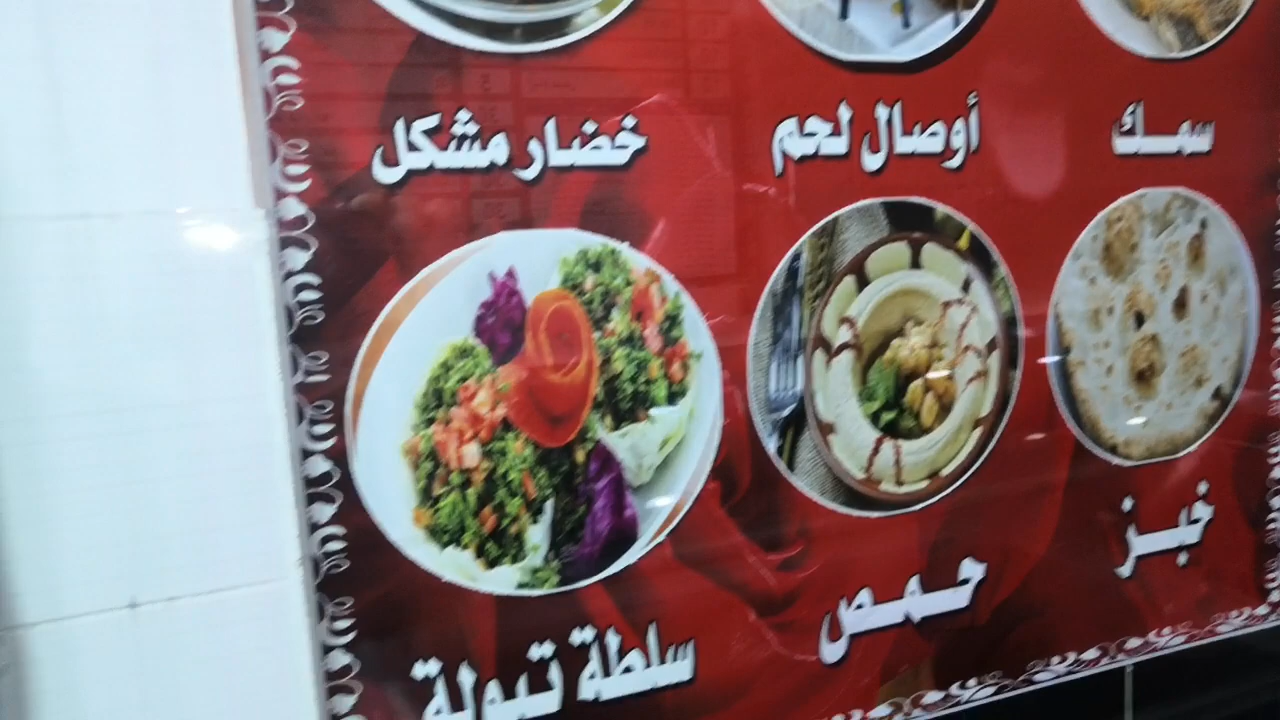 سمك
أوصال لحم
خضار مشكل
خبز
حمص
سلطة تبولة